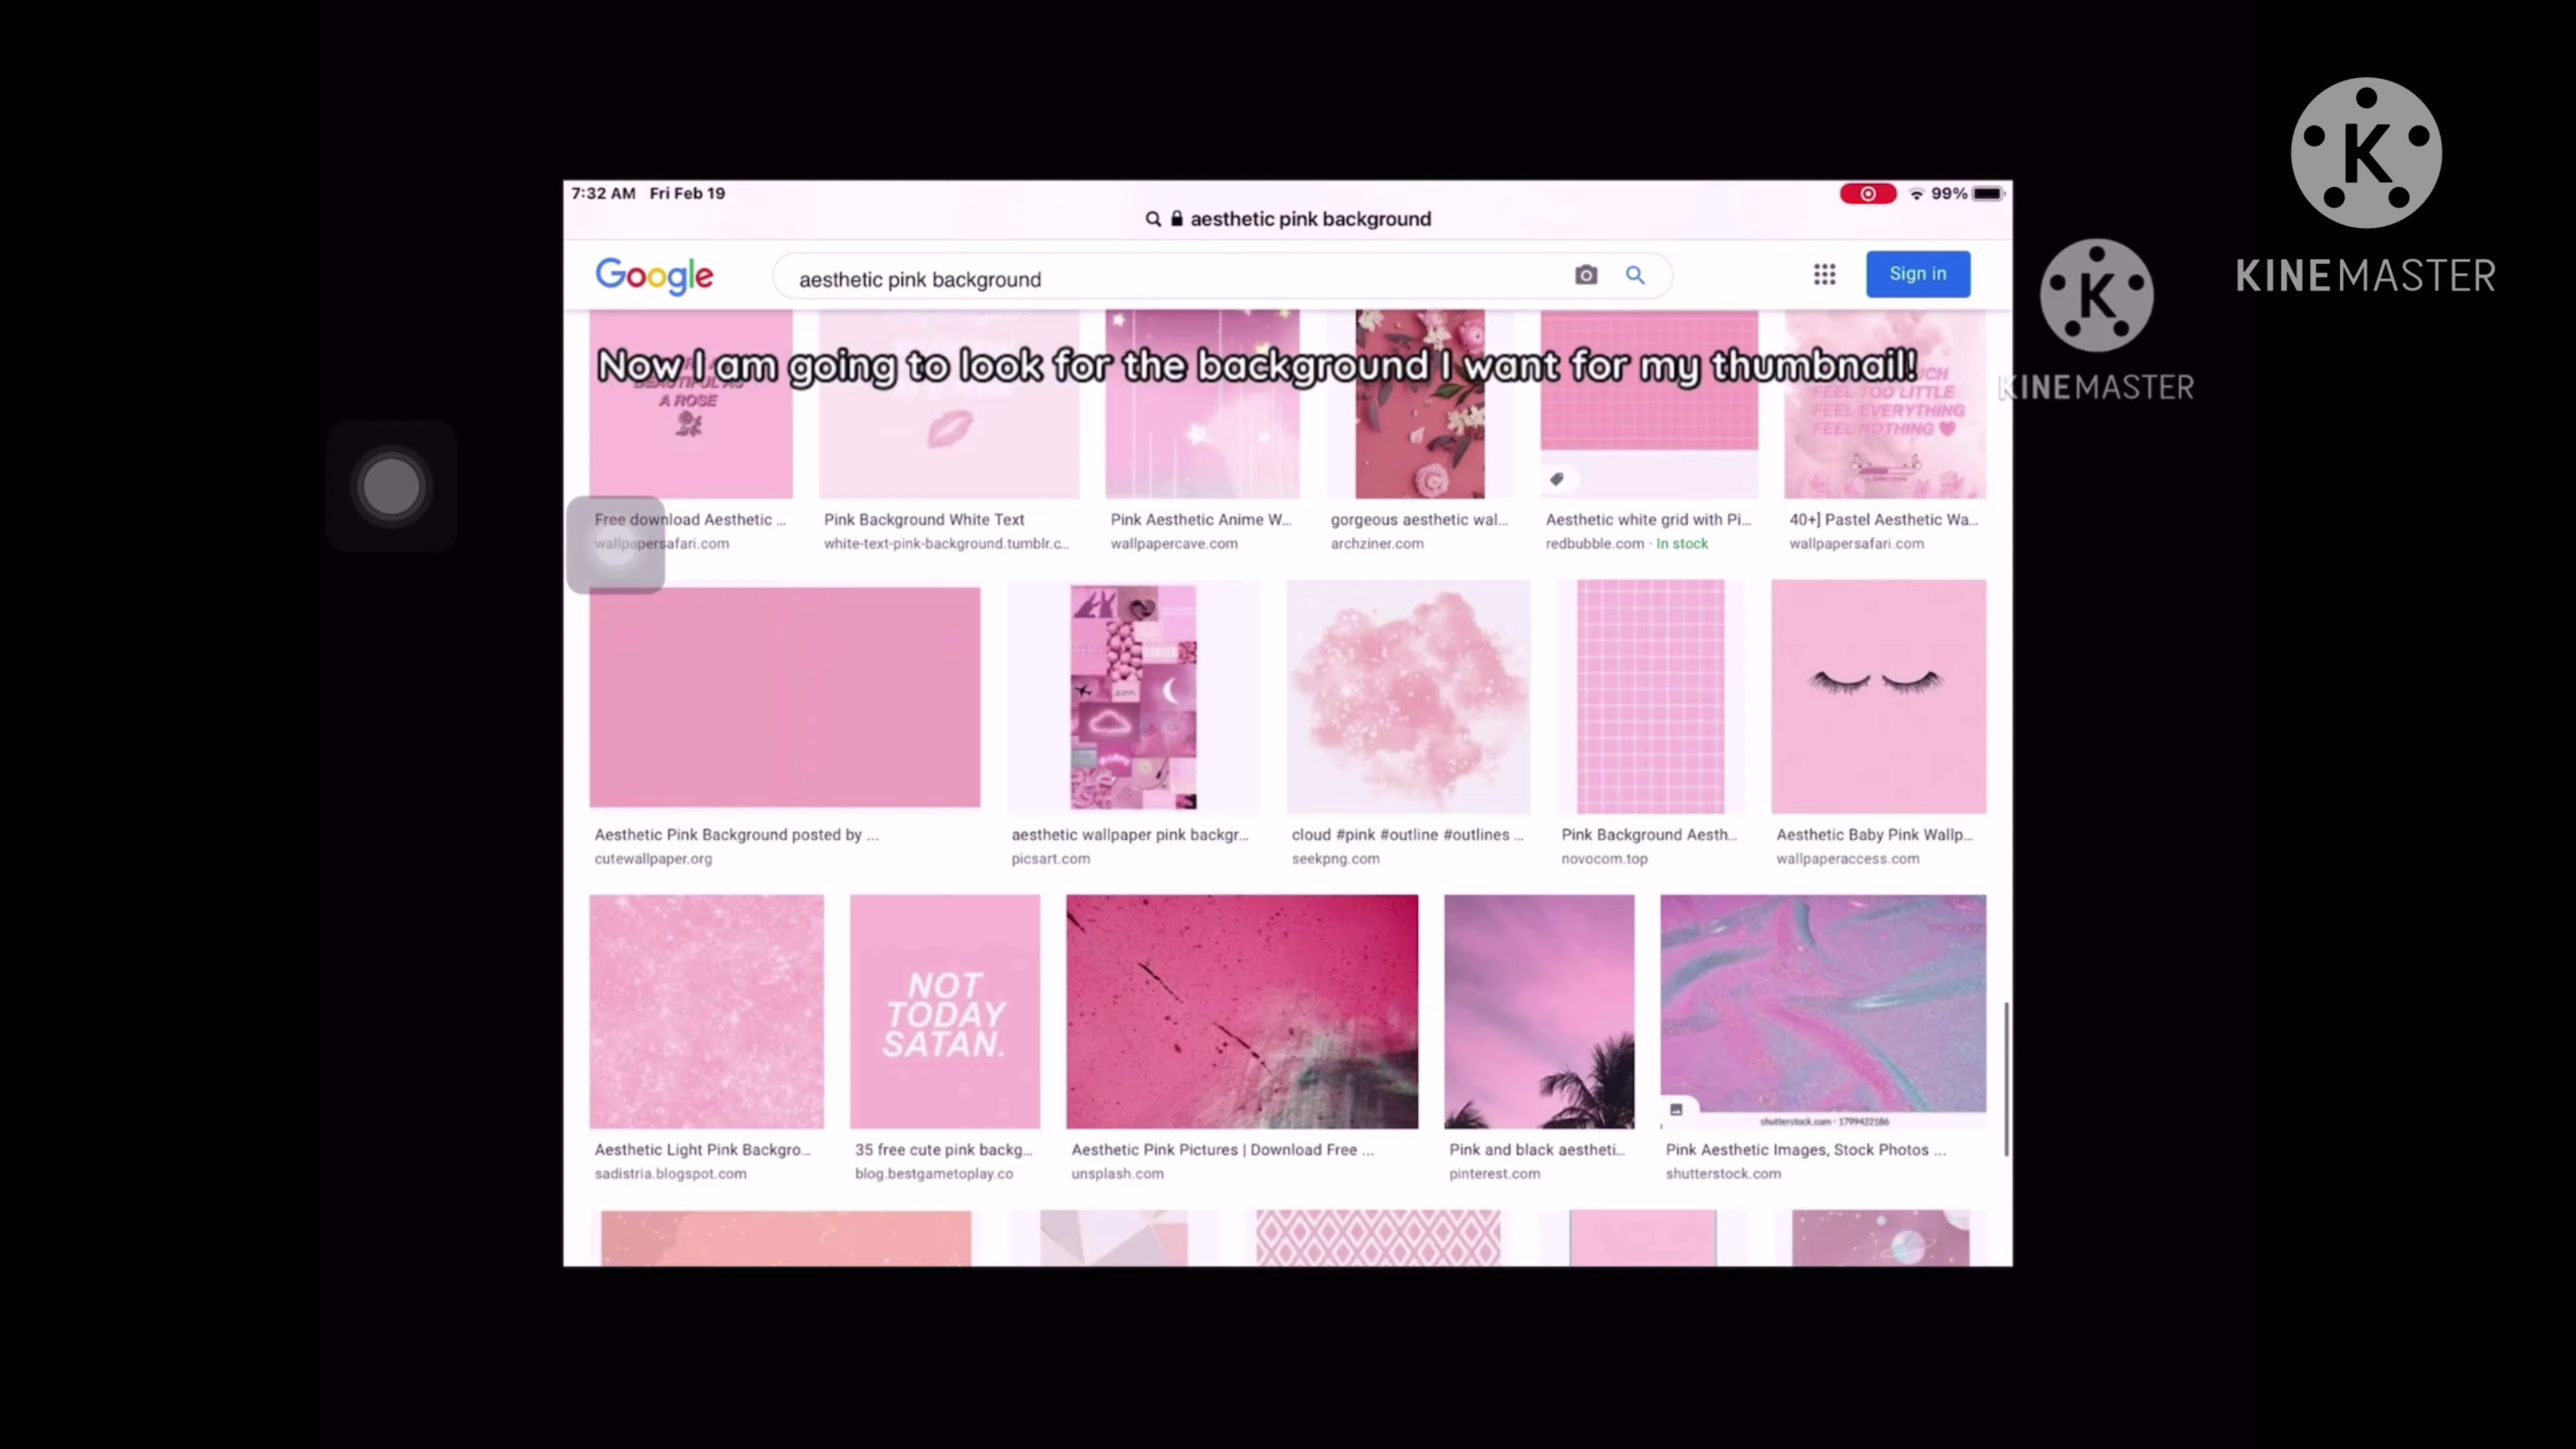 7:32 AM Fri Feb 19
99%
aesthetic pink background
KINEMASTER
Google
aesthetic pink background
Sign in
KINEMASTER
Now I am going to look for the background I want for my thumbnail!
BEAUTIFUL AS
A ROSE
FEEL TOO LITTLE
FEEL EVERYTHING
FEEL NOTHING
Free download Aesthetic ...
wallpapersafari.com
Pink Background White Text
white-text-pink-background.tumblr.c...
Pink Aesthetic Anime W...
wallpapercave.com
gorgeous aesthetic wal...
archziner.com
Aesthetic white grid with Pi...
redbubble.com · In stock
40+] Pastel Aesthetic Wa...
wallpapersafari.com
Aesthetic Pink Background posted by ...
cutewallpaper.org
aesthetic wallpaper pink backgr...
picsart.com
cloud #pink #outline #outlines ...
seekpng.com
Pink Background Aesth...
novocom.top
Aesthetic Baby Pink Wallp...
wallpaperaccess.com
NOT
TODAY
SATAN.
shutterstock.com · 1799422186
Aesthetic Light Pink Backgro...
sadistria.blogspot.com
35 free cute pink backg...
blog.bestgametoplay.co
Aesthetic Pink Pictures | Download Free ...
unsplash.com
Pink and black aestheti...
pinterest.com
Pink Aesthetic Images, Stock Photos ...
shutterstock.com